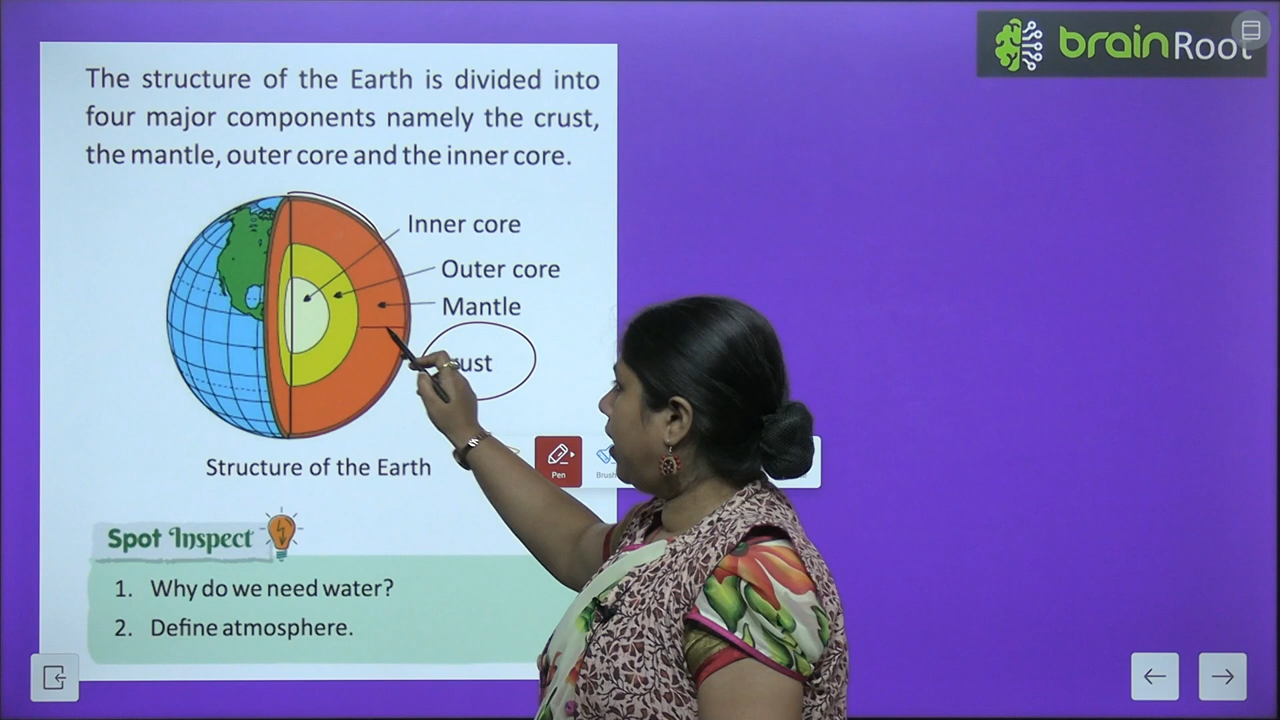 brainRoot
The structure of the Earth is divided into
four major components namely the crust,
the mantle, outer core and the inner core.
Inner core
Outer core
Mantle
Structure of the Earth
Pen
Spot Inspect
1. Why do we need water?
2. Define atmosphere.